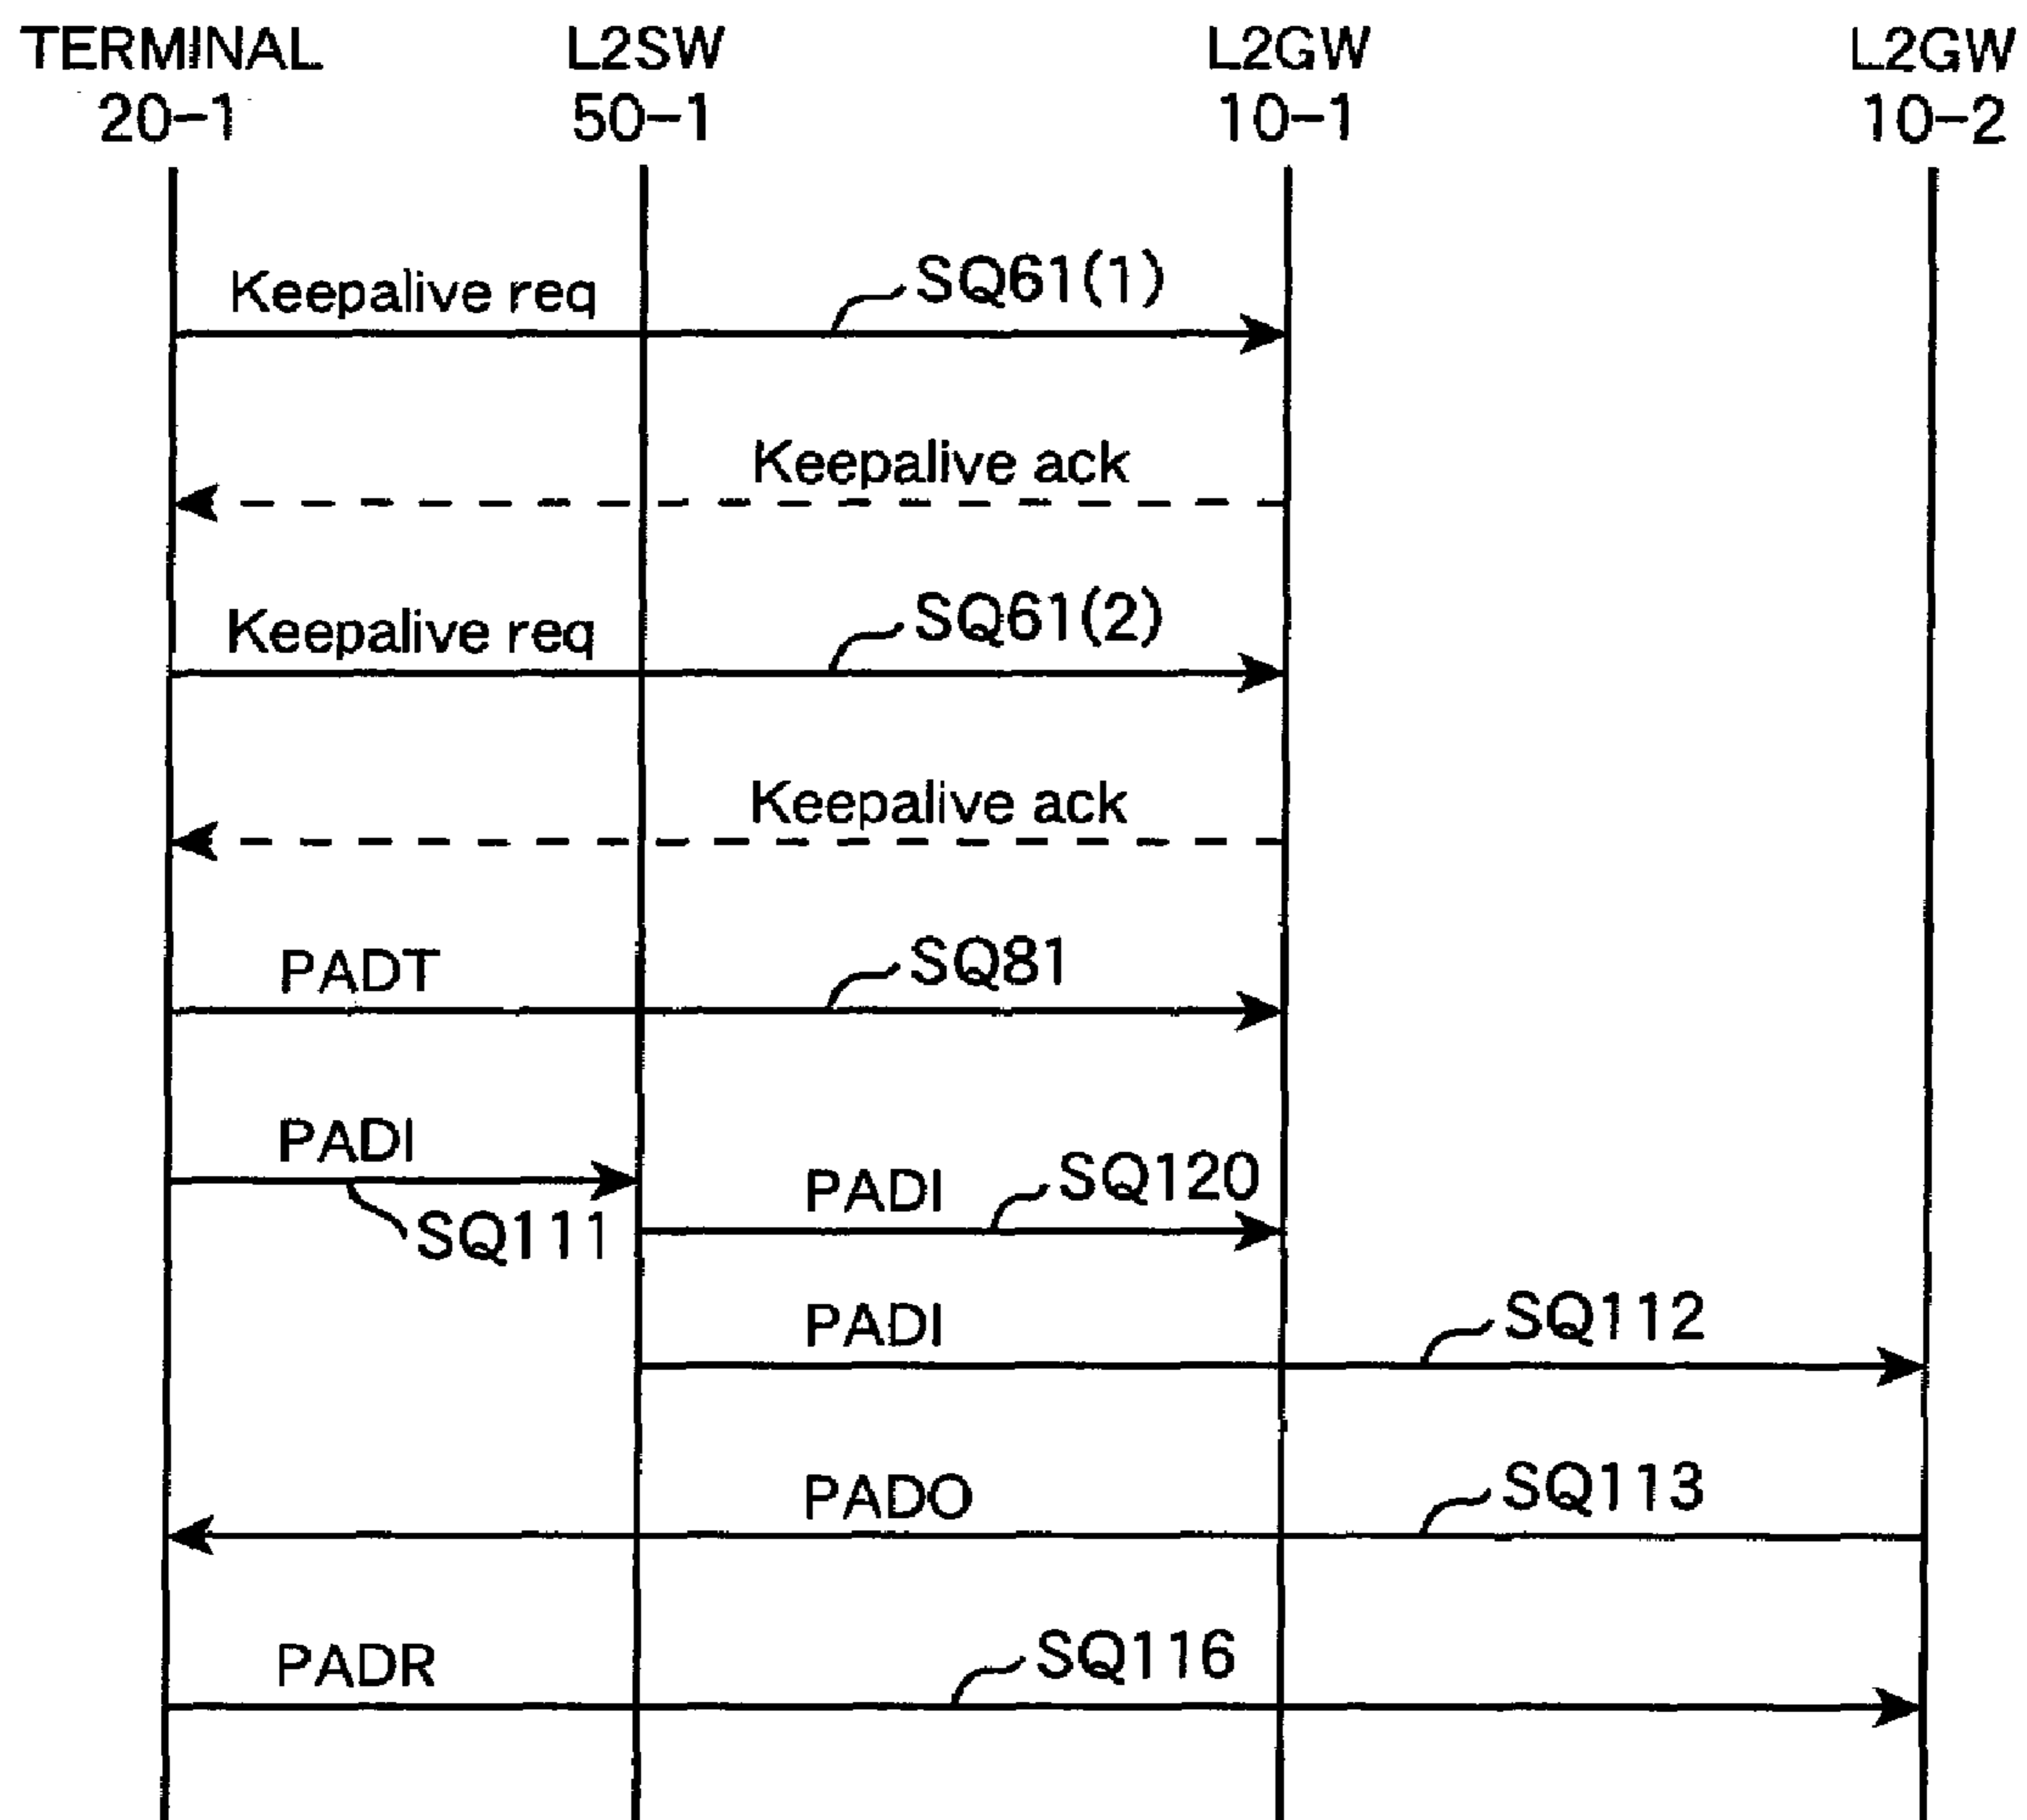 TERMINAL
20-1
L2SW
50-1
L2GW
10-1
L2GW
10-2
Keepalive req
SQ61(1)
Keepalive ack
Keepalive req
SQ61(2)
Keepalive ack
PADT
SQ81
PADI
SQ111
PADI
SQ120
PADI
SQ112
PADO
SQ113
PADR
SQ116